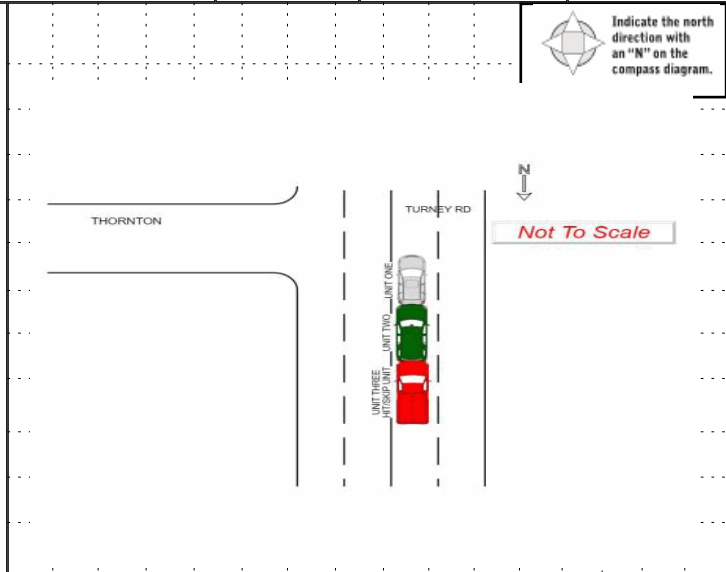 Indicate the north
direction with
an “N” on the
compass diagram.
N
THORNTON
TURNEY RD
Not To Scale
UNIT ONE
UNIT TWO
UNIT THREE
HIT/SKIP UNIT